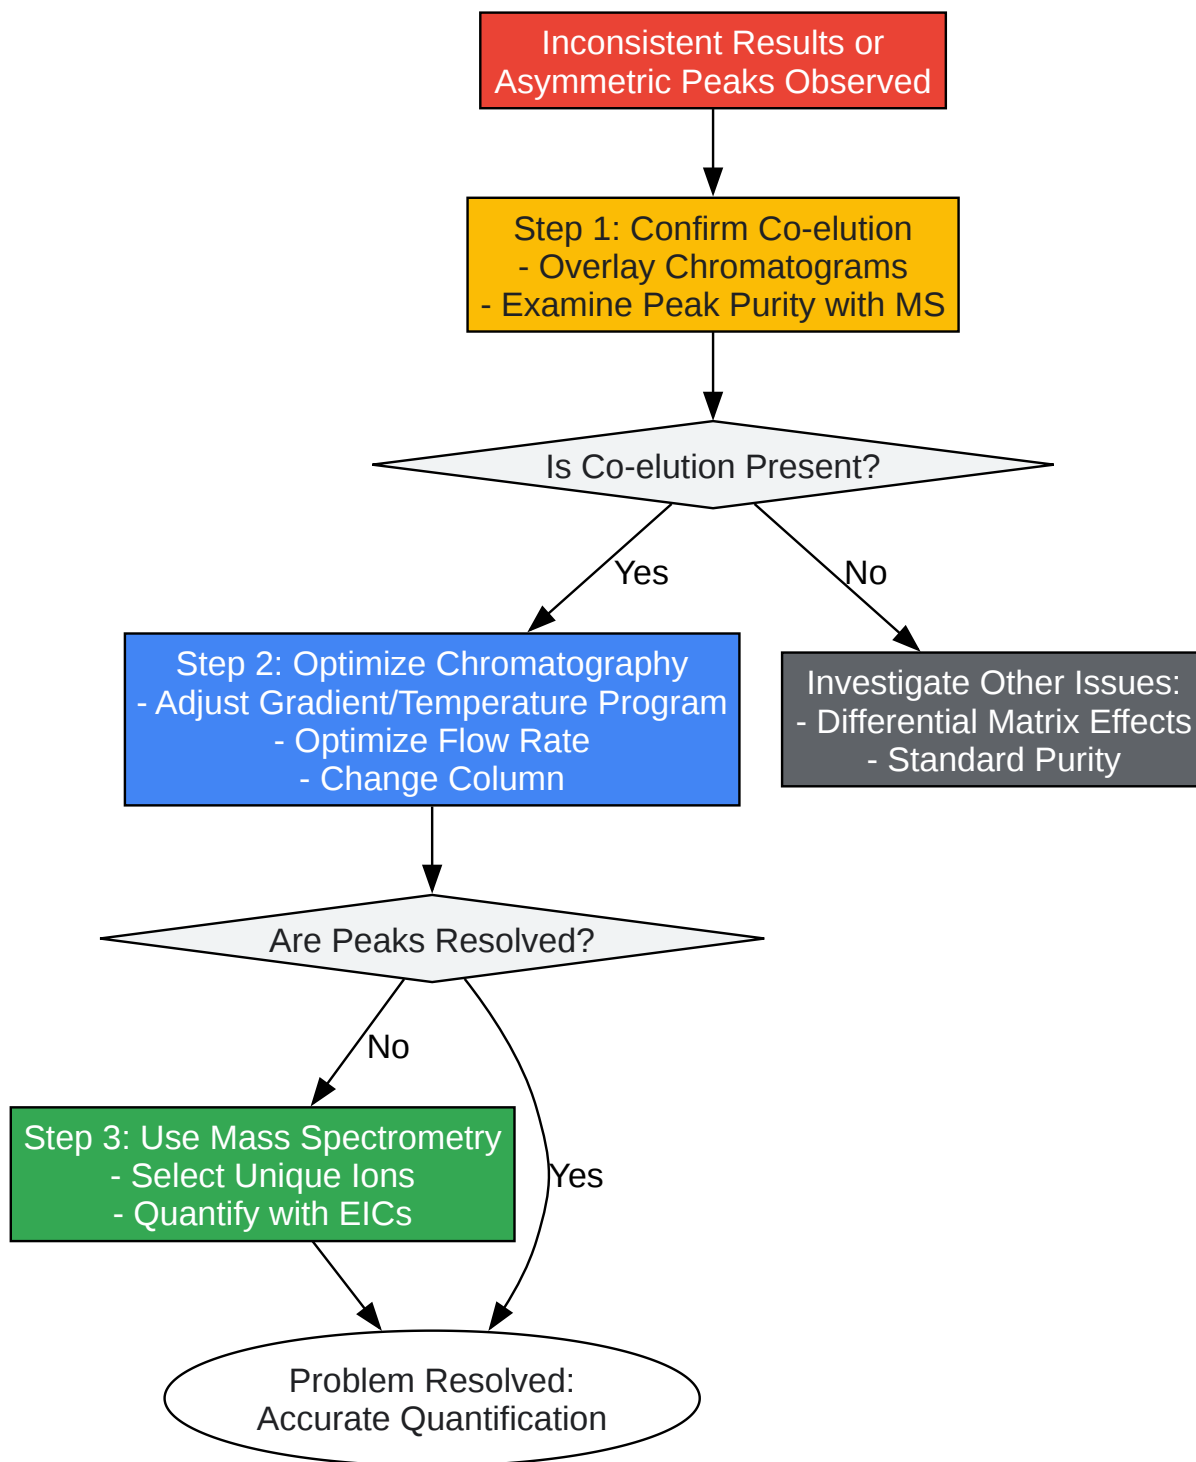 Inconsistent Results or
Asymmetric Peaks Observed
Step 1: Confirm Co-elution
- Overlay Chromatograms
- Examine Peak Purity with MS
Is Co-elution Present?
Yes
No
Step 2: Optimize Chromatography
- Adjust Gradient/Temperature Program
- Optimize Flow Rate
- Change Column
Investigate Other Issues:
- Differential Matrix Effects
- Standard Purity
Are Peaks Resolved?
No
Yes
Step 3: Use Mass Spectrometry
- Select Unique Ions
- Quantify with EICs
Problem Resolved:
Accurate Quantification